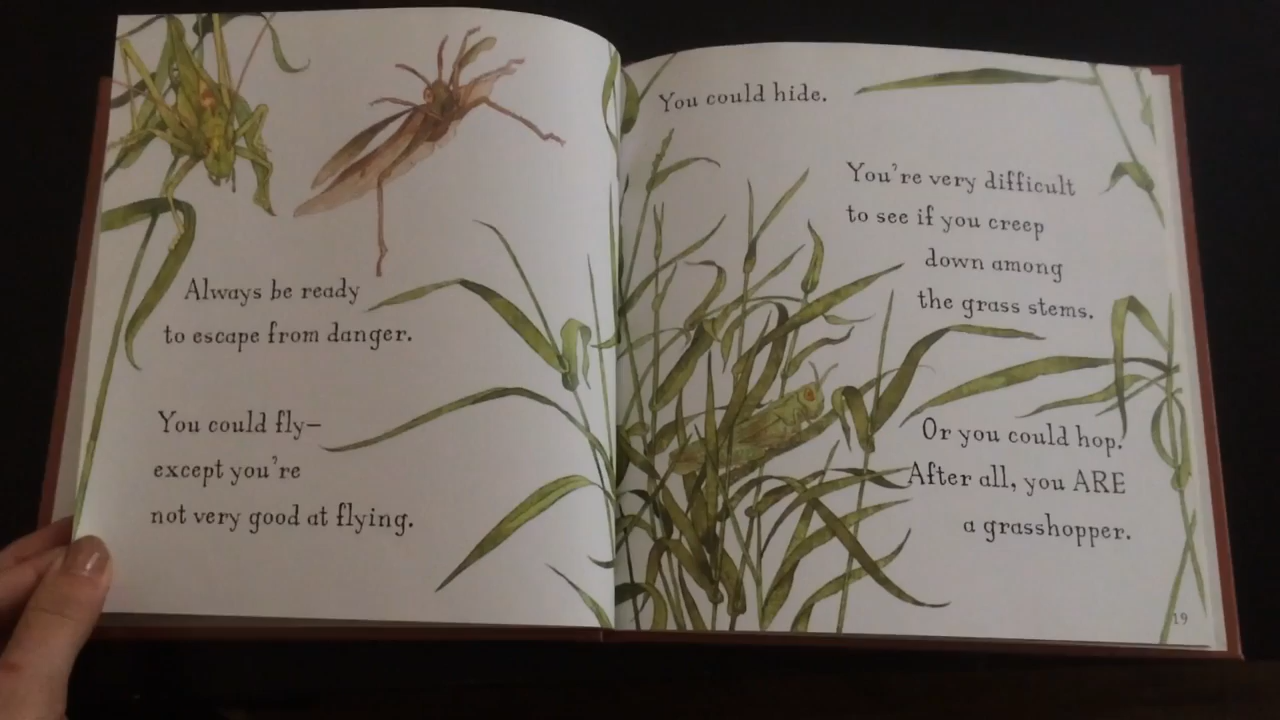 Always be ready
to escape from danger.
You could fly—
except you're
not very good at flying.
You could hide.
You're very difficult
to see if you creep
down among
the grass stems.
Or you could hop.
After all, you ARE
a grasshopper.
19